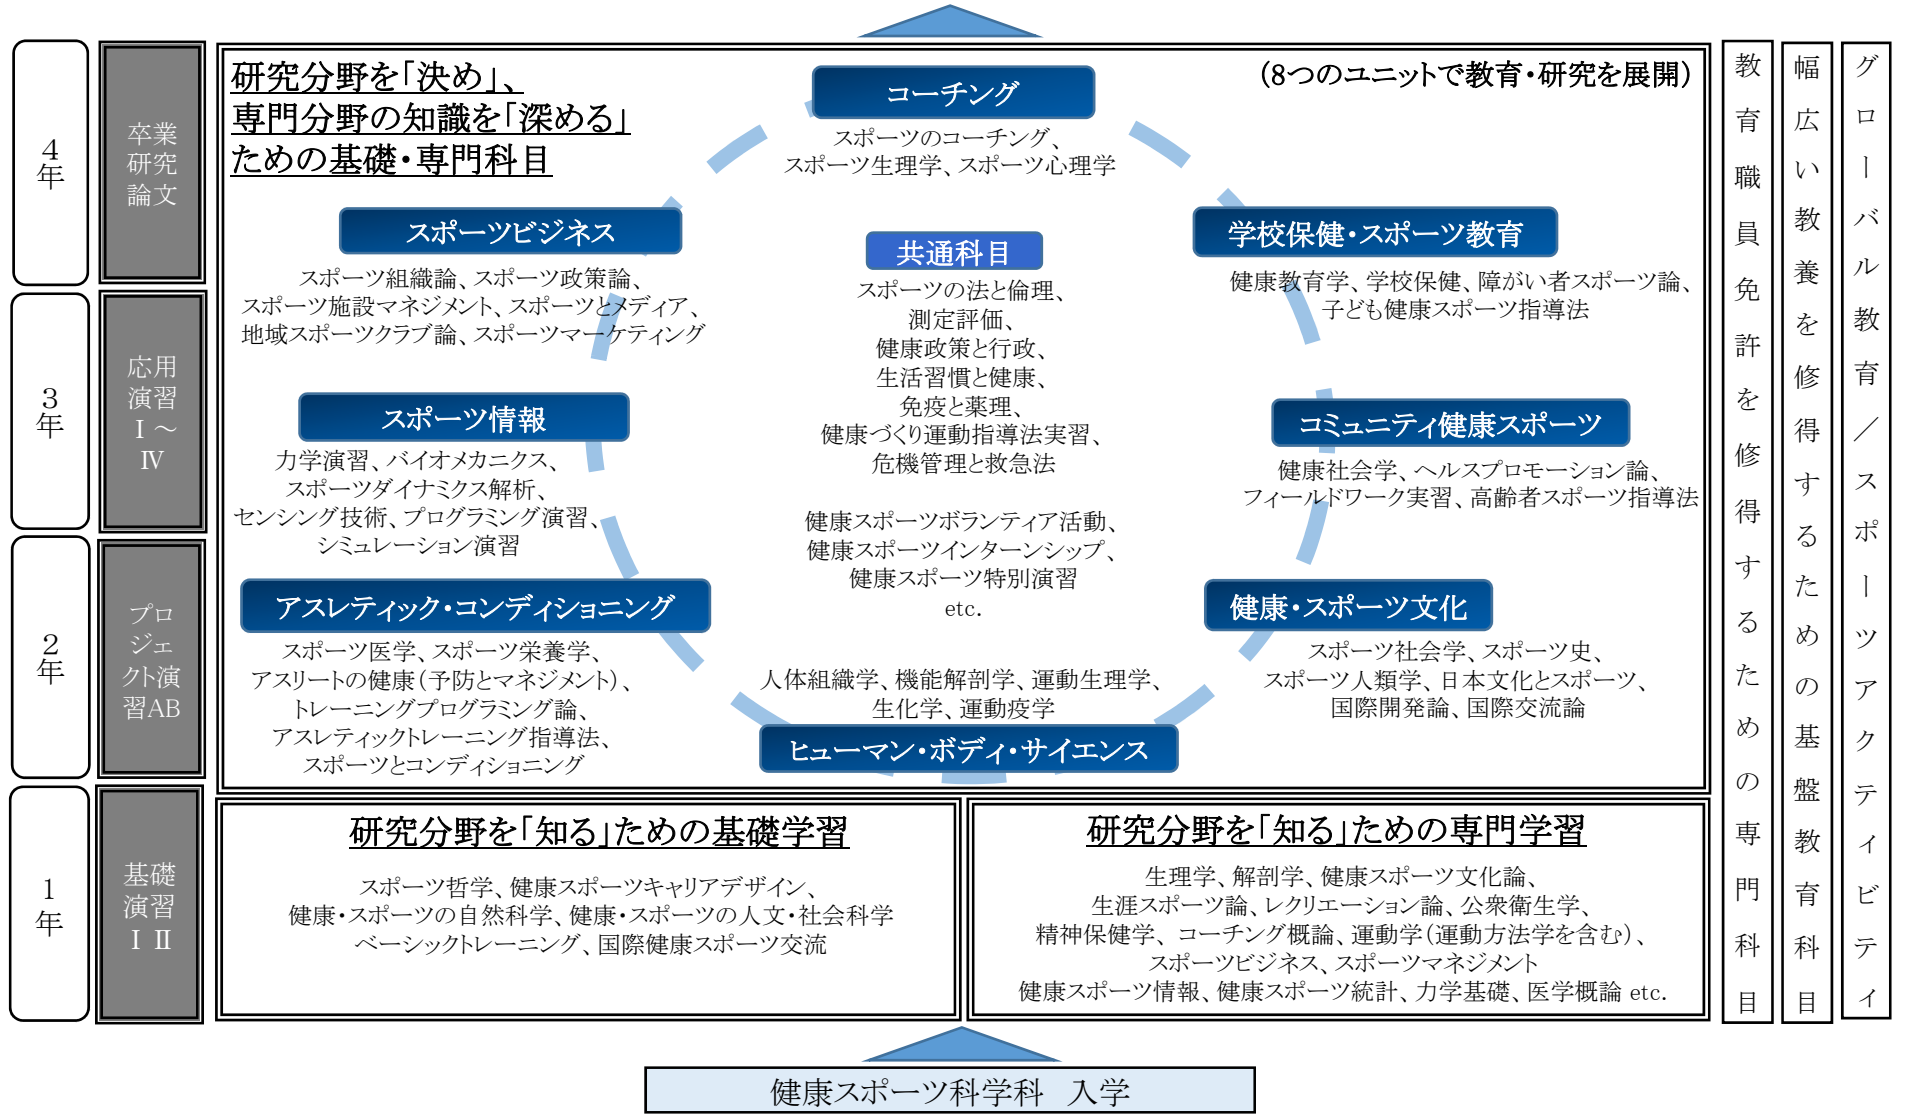 4年
卒業
研究
論文
3年
応用
演習
Ⅰ～
Ⅳ
2年
プロ
ジェ
クト演
習AB
1年
基礎
演習
Ⅰ Ⅱ
研究分野を「決め」、
専門分野の知識を「深める」
ための基礎・専門科目
(8つのユニットで教育・研究を展開)
コーチング
スポーツのコーチング、
スポーツ生理学、スポーツ心理学
スポーツビジネス
スポーツ組織論、スポーツ政策論、
スポーツ施設マネジメント、スポーツとメディア、
地域スポーツクラブ論、スポーツマーケティング
学校保健・スポーツ教育
健康教育学、学校保健、障がい者スポーツ論、
子ども健康スポーツ指導法
共通科目
スポーツの法と倫理、
測定評価、
健康政策と行政、
生活習慣と健康、
免疫と薬理、
健康づくり運動指導法実習、
危機管理と救急法
健康スポーツボランティア活動、
健康スポーツインターンシップ、
健康スポーツ特別演習
etc.
スポーツ情報
力学演習、バイオメカニクス、
スポーツダイナミクス解析、
センシング技術、プログラミング演習、
シミュレーション演習
コミュニティ健康スポーツ
健康社会学、ヘルスプロモーション論、
フィールドワーク実習、高齢者スポーツ指導法
アスレティック・コンディショニング
スポーツ医学、スポーツ栄養学、
アスリートの健康(予防とマネジメント)、
トレーニングプログラミング論、
アスレティックトレーニング指導法、
スポーツとコンディショニング
健康・スポーツ文化
スポーツ社会学、スポーツ史、
スポーツ人類学、日本文化とスポーツ、
国際開発論、国際交流論
人体組織学、機能解剖学、運動生理学、
生化学、運動疫学
ヒューマン・ボディ・サイエンス
研究分野を「知る」ための基礎学習
スポーツ哲学、健康スポーツキャリアデザイン、
健康・スポーツの自然科学、健康・スポーツの人文・社会科学
ベーシックトレーニング、国際健康スポーツ交流
研究分野を「知る」ための専門学習
生理学、解剖学、健康スポーツ文化論、
生涯スポーツ論、レクリエーション論、公衆衛生学、
精神保健学、コーチング概論、運動学(運動方法学を含む)、
スポーツビジネス、スポーツマネジメント
健康スポーツ情報、健康スポーツ統計、力学基礎、医学概論 etc.
教育職員免許を修得するための専門科目
幅広い教養を修得するための基盤教育科目
グローバル教育／スポーツアクティビティ
健康スポーツ科学科　入学